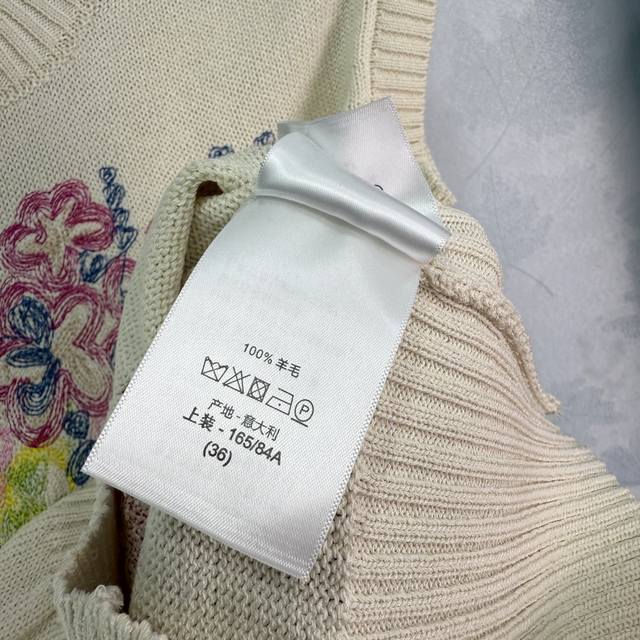 100% 羊毛
产地 - 意大利
上装 - 165/84A
(36)